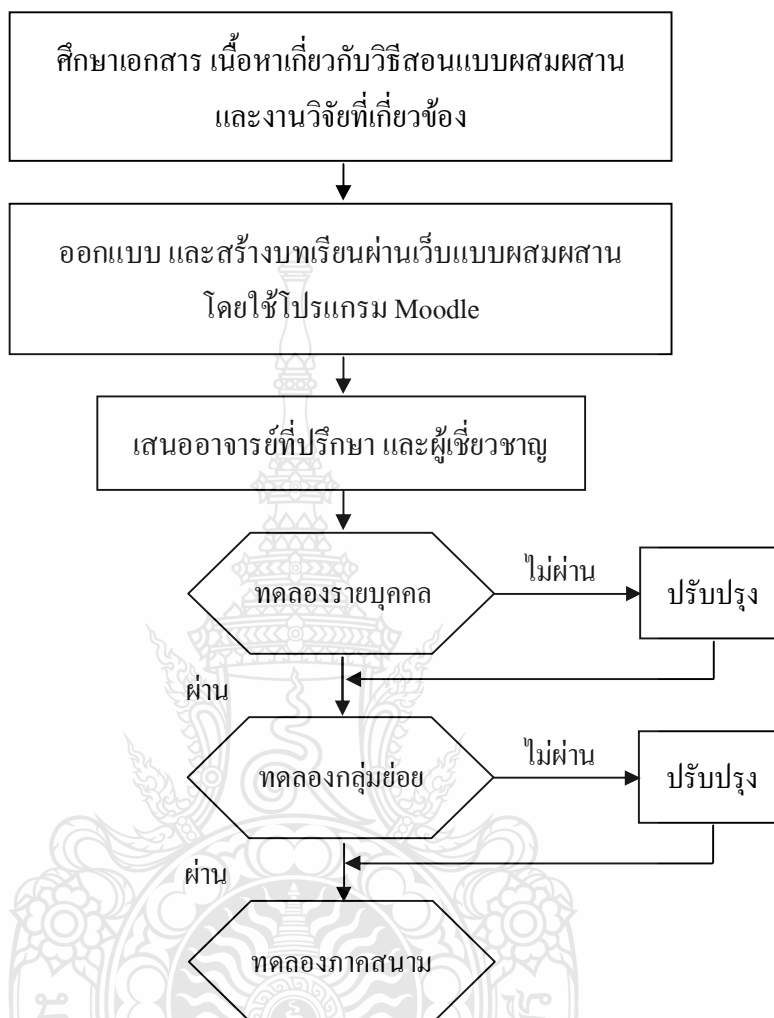 ศึกษาเอกสาร เนื้อหาเกี่ยวกับวิธีสอนแบบผสมผสาน
และงานวิจัยที่เกี่ยวข้อง
ออกแบบ และสร้างบทเรียนผ่านเว็บแบบผสมผสาน
โดยใช้โปรแกรม Moodle
เสนออาจารย์ที่ปรึกษา และผู้เชี่ยวชาญ
ทดลองรายบุคคล
ไม่ผ่าน
ปรับปรุง
ผ่าน
ทดลองกลุ่มย่อย
ไม่ผ่าน
ปรับปรุง
ผ่าน
ทดลองภาคสนาม